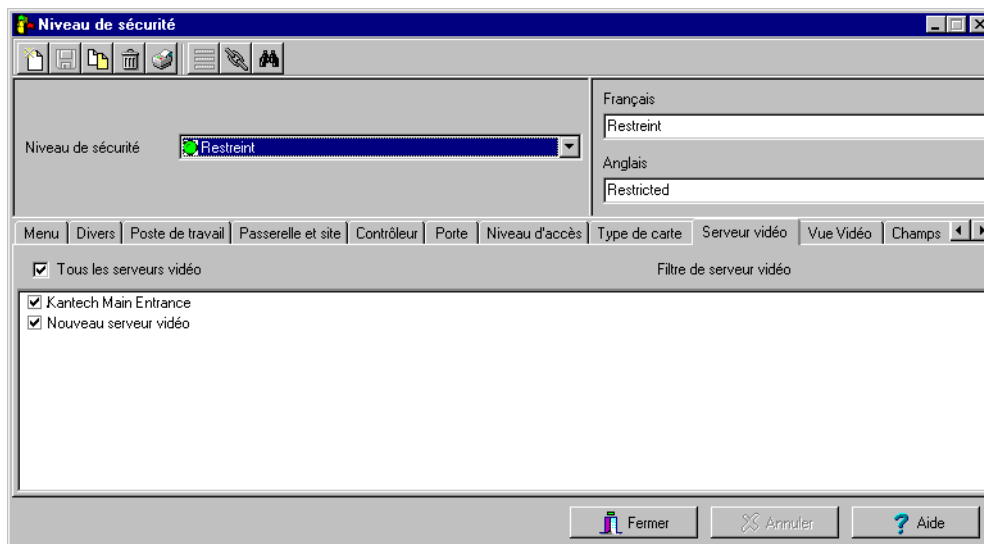 Niveau de sécurité
Français
Restreint
Niveau de sécurité
Restreint
Anglais
Restricted
Menu Divers Poste de travail Passerelle et site Contrôleur Porte Niveau d'accès Type de carte Serveur vidéo Vue Vidéo Champs
Tous les serveurs vidéo
Filtre de serveur vidéo
Kantech Main Entrance
Nouveau serveur vidéo
Fermer Annuler Aide